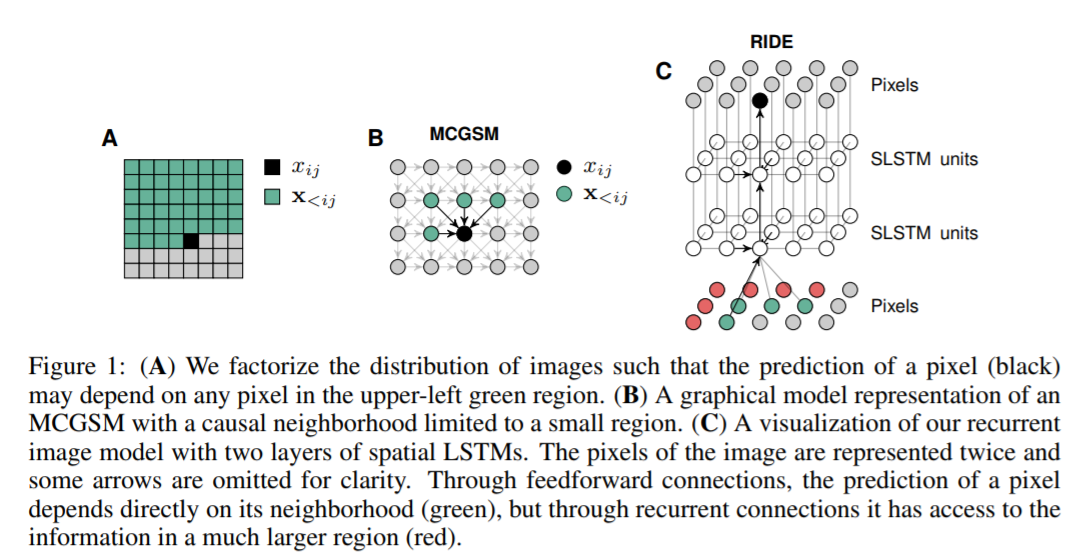 RIDE
C
Pixels
A
B
MCGSM
x_{ij}
x_{<ij}
x_{ij}
x_{<ij}
SLSTM units
SLSTM units
Pixels
Figure 1: (A) We factorize the distribution of images such that the prediction of a pixel (black)
may depend on any pixel in the upper-left green region. (B) A graphical model representation of an
MCGSM with a causal neighborhood limited to a small region. (C) A visualization of our recurrent
image model with two layers of spatial LSTMs. The pixels of the image are represented twice and
some arrows are omitted for clarity. Through feedforward connections, the prediction of a pixel
depends directly on its neighborhood (green), but through recurrent connections it has access to the
information in a much larger region (red).